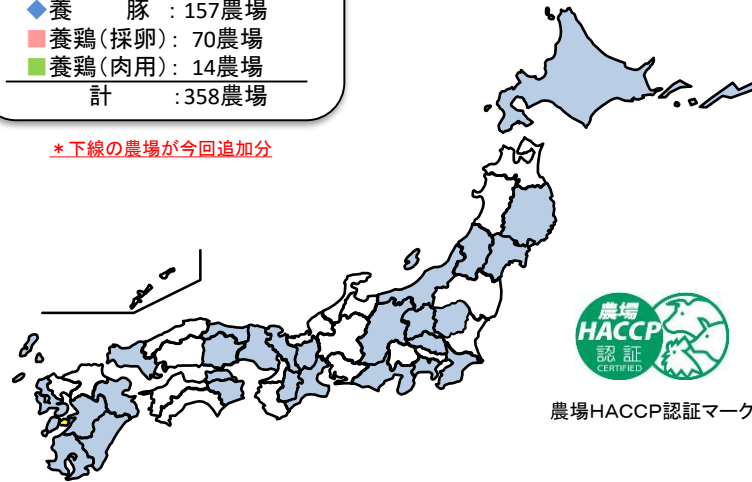 ◆養　　豚　: 157農場
■養鶏(採卵): 70農場
■養鶏(肉用): 14農場
計　　:358農場
＊下線の農場が今回追加分
農場
HACCP
認証
CERTIFIED
農場HACCP認証マーク